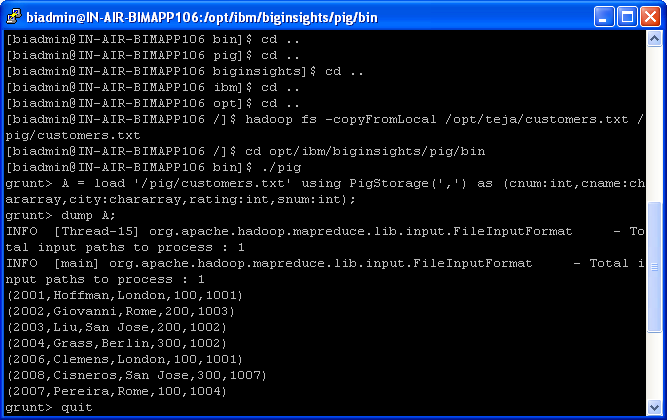 biadmin@IN-AIR-BIMAPP106:/opt/ibm/biginsights/pig/bin
[biadmin@IN-AIR-BIMAPP106 bin]$ cd ..
[biadmin@IN-AIR-BIMAPP106 pig]$ cd ..
[biadmin@IN-AIR-BIMAPP106 biginsights]$ cd ..
[biadmin@IN-AIR-BIMAPP106 ibm]$ cd ..
[biadmin@IN-AIR-BIMAPP106 opt]$ cd ..
[biadmin@IN-AIR-BIMAPP106 /]$ hadoop fs -copyFromLocal /opt/teja/customers.txt /
pig/customers.txt
[biadmin@IN-AIR-BIMAPP106 /]$ cd opt/ibm/biginsights/pig/bin
[biadmin@IN-AIR-BIMAPP106 bin]$ ./pig
grunt> A = load '/pig/customers.txt' using PigStorage(',') as (cnum:int,cname:ch
ararray,city:chararray,rating:int,snum:int);
grunt> dump A;
INFO  [Thread-15] org.apache.hadoop.mapreduce.lib.input.FileInputFormat     - To
tal input paths to process : 1
INFO  [main] org.apache.hadoop.mapreduce.lib.input.FileInputFormat     - Total i
nput paths to process : 1
(2001,Hoffman,London,100,1001)
(2002,Giovanni,Rome,200,1003)
(2003,Liu,San Jose,200,1002)
(2004,Grass,Berlin,300,1002)
(2006,Clemens,London,100,1001)
(2008,Cisneros,San Jose,300,1007)
(2007,Pereira,Rome,100,1004)
grunt> quit